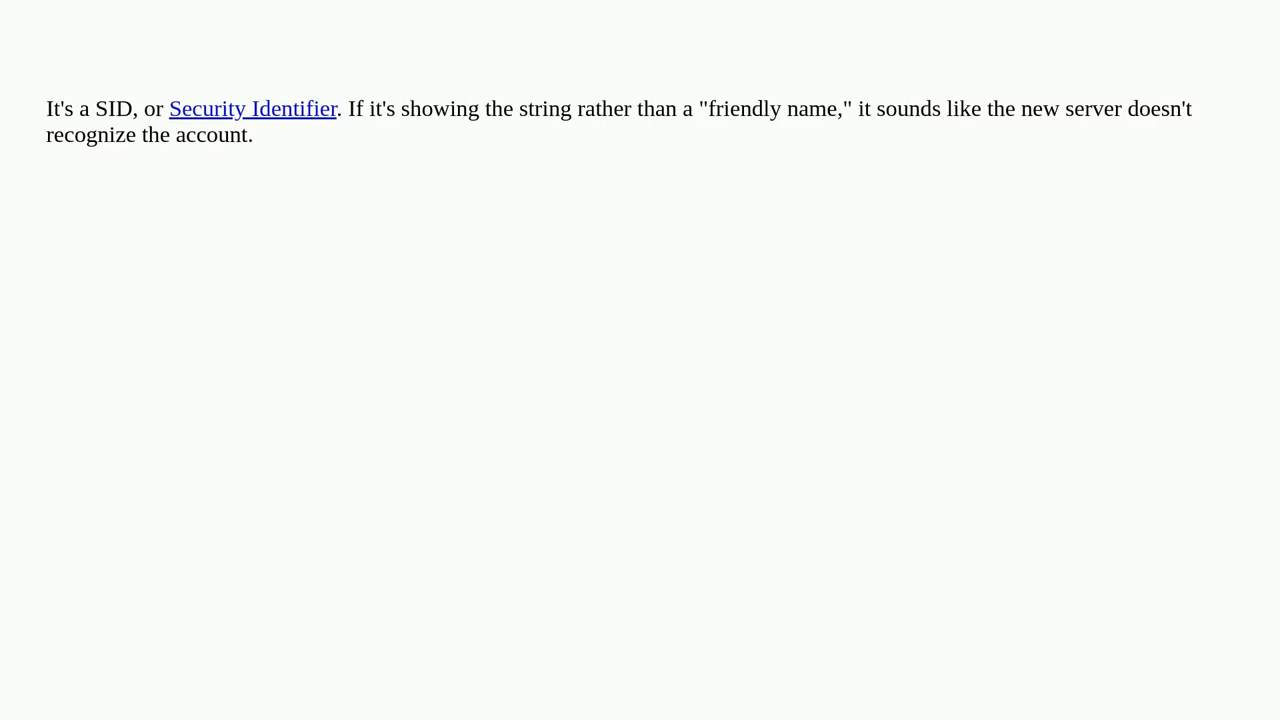 It's a SID, or Security Identifier. If it's showing the string rather than a "friendly name," it sounds like the new server doesn't
recognize the account.